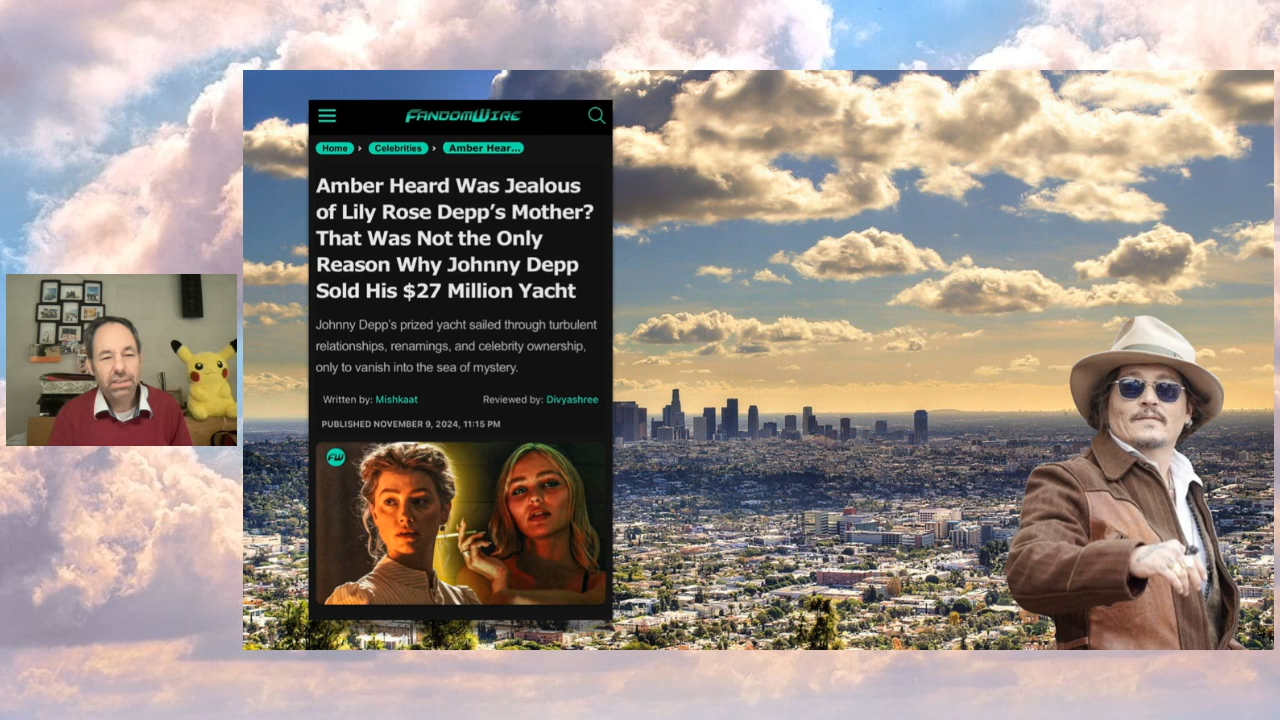 FANDOMWIRE
Home › Celebrities › Amber Hear...
Amber Heard Was Jealous
of Lily Rose Depp’s Mother?
That Was Not the Only
Reason Why Johnny Depp
Sold His $27 Million Yacht
Johnny Depp’s prized yacht sailed through turbulent
relationships, renamings, and celebrity ownership,
only to vanish into the sea of mystery.
Written by: Mishkaat Reviewed by: Divyashree
PUBLISHED NOVEMBER 9, 2024, 11:15 PM
FW